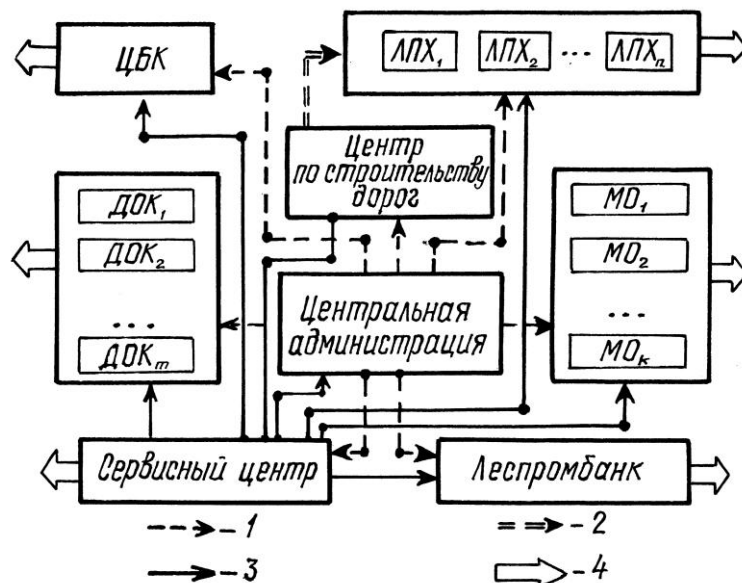 ЦБК
ЛПХ₁ ЛПХ₂ ... ЛПХₙ
Центр
по строительству
дорог
ДОК₁
ДОК₂
...
ДОКₘ
МО₁
МО₂
...
МОₖ
Центральная
администрация
Сервисный центр
Леспромбанк
- 1
- 2
- 3
- 4